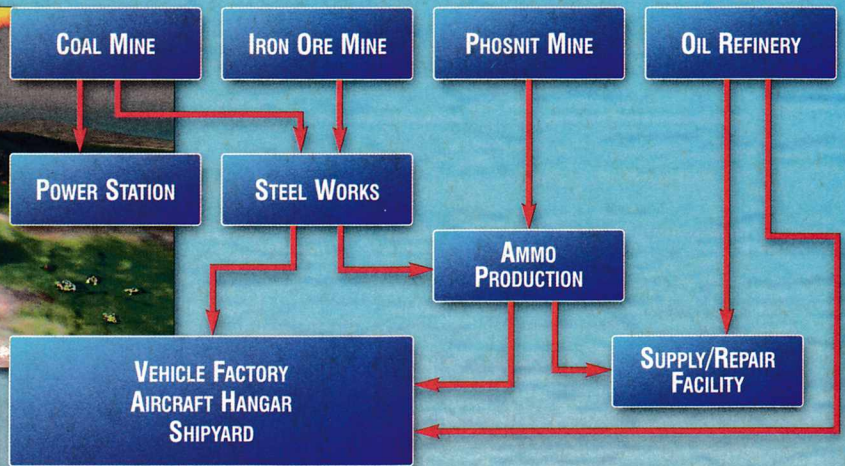 Coal Mine
Iron Ore Mine
Phosnit Mine
Oil Refinery
Power Station
Steel Works
Ammo
Production
Vehicle Factory
Aircraft Hangar
Shipyard
Supply/Repair
Facility